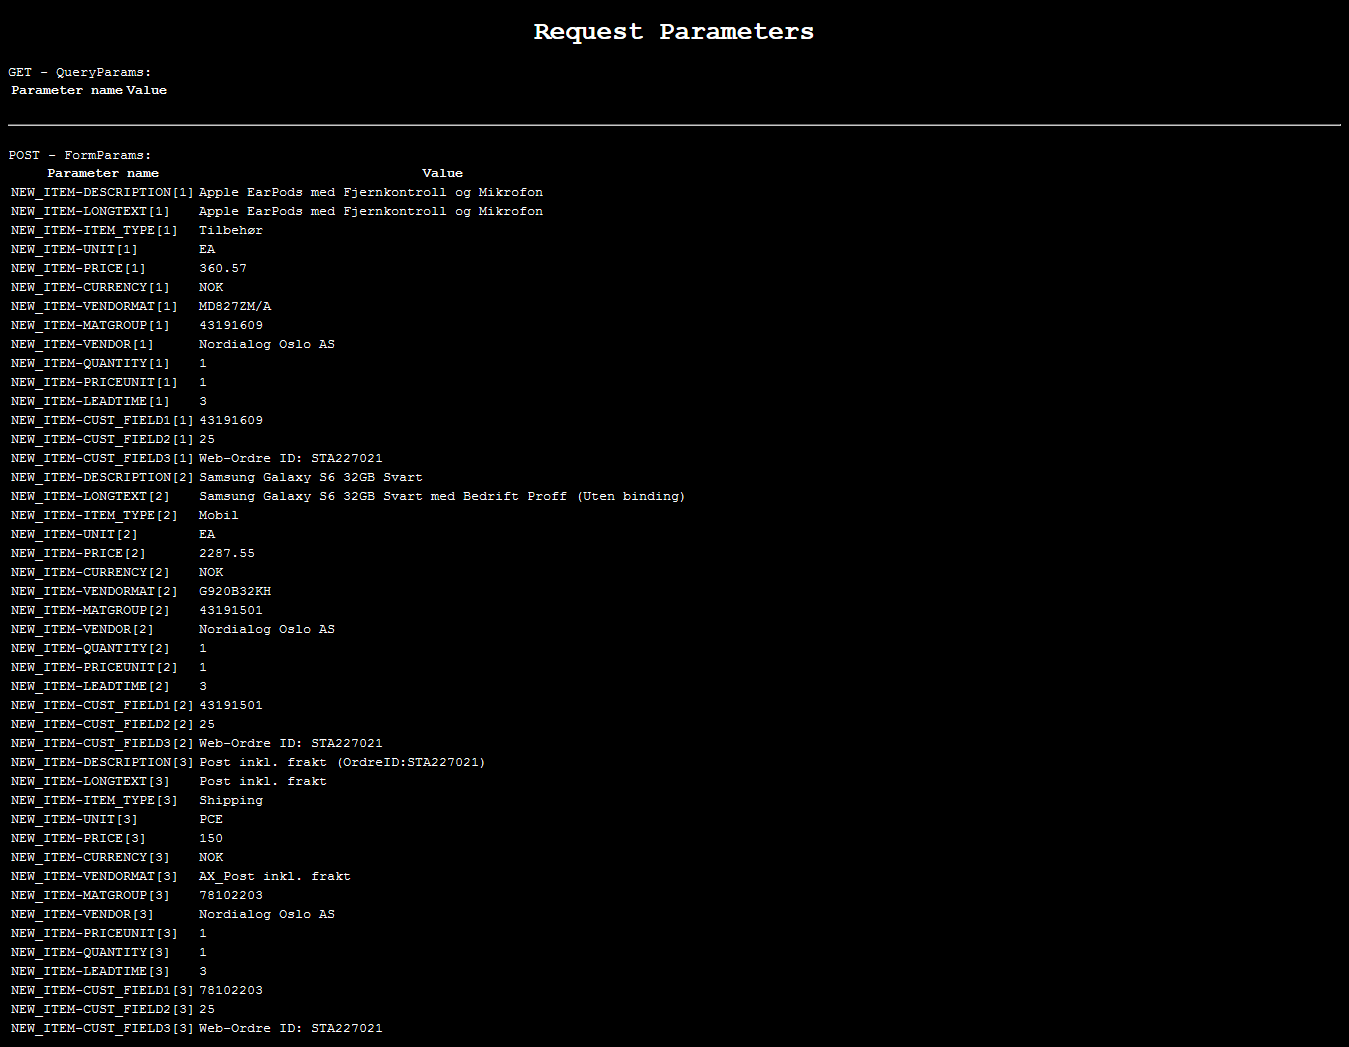 Request Parameters
GET - QueryParams:
Parameter name Value
POST - FormParams:
Parameter name Value
NEW_ITEM-DESCRIPTION[1] Apple EarPods med Fjernkontroll og Mikrofon
NEW_ITEM-LONGTEXT[1] Apple EarPods med Fjernkontroll og Mikrofon
NEW_ITEM-ITEM_TYPE[1] Tilbehør
NEW_ITEM-UNIT[1] EA
NEW_ITEM-PRICE[1] 360.57
NEW_ITEM-CURRENCY[1] NOK
NEW_ITEM-VENDORMAT[1] MD827ZM/A
NEW_ITEM-MATGROUP[1] 43191609
NEW_ITEM-VENDOR[1] Nordialog Oslo AS
NEW_ITEM-QUANTITY[1] 1
NEW_ITEM-PRICEUNIT[1] 1
NEW_ITEM-LEADTIME[1] 3
NEW_ITEM-CUST_FIELD1[1] 43191609
NEW_ITEM-CUST_FIELD2[1] 25
NEW_ITEM-CUST_FIELD3[1] Web-Ordre ID: STA227021
NEW_ITEM-DESCRIPTION[2] Samsung Galaxy S6 32GB Svart
NEW_ITEM-LONGTEXT[2] Samsung Galaxy S6 32GB Svart med Bedrift Proff (Uten binding)
NEW_ITEM-ITEM_TYPE[2] Mobil
NEW_ITEM-UNIT[2] EA
NEW_ITEM-PRICE[2] 2287.55
NEW_ITEM-CURRENCY[2] NOK
NEW_ITEM-VENDORMAT[2] G920B32KH
NEW_ITEM-MATGROUP[2] 43191501
NEW_ITEM-VENDOR[2] Nordialog Oslo AS
NEW_ITEM-QUANTITY[2] 1
NEW_ITEM-PRICEUNIT[2] 1
NEW_ITEM-LEADTIME[2] 3
NEW_ITEM-CUST_FIELD1[2] 43191501
NEW_ITEM-CUST_FIELD2[2] 25
NEW_ITEM-CUST_FIELD3[2] Web-Ordre ID: STA227021
NEW_ITEM-DESCRIPTION[3] Post inkl. frakt (OrdreID:STA227021)
NEW_ITEM-LONGTEXT[3] Post inkl. frakt
NEW_ITEM-ITEM_TYPE[3] Shipping
NEW_ITEM-UNIT[3] PCE
NEW_ITEM-PRICE[3] 150
NEW_ITEM-CURRENCY[3] NOK
NEW_ITEM-VENDORMAT[3] AX_Post inkl. frakt
NEW_ITEM-MATGROUP[3] 78102203
NEW_ITEM-VENDOR[3] Nordialog Oslo AS
NEW_ITEM-PRICEUNIT[3] 1
NEW_ITEM-QUANTITY[3] 1
NEW_ITEM-LEADTIME[3] 3
NEW_ITEM-CUST_FIELD1[3] 78102203
NEW_ITEM-CUST_FIELD2[3] 25
NEW_ITEM-CUST_FIELD3[3] Web-Ordre ID: STA227021